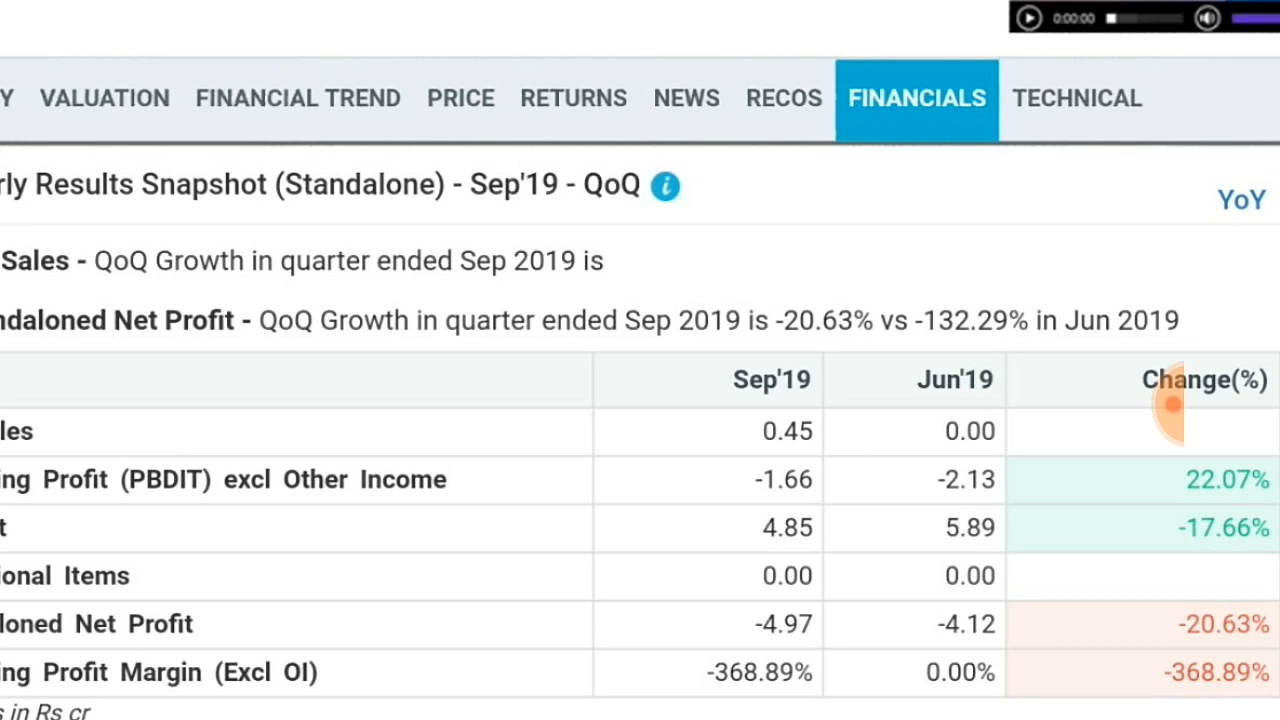 0:00:00
Y VALUATION FINANCIAL TREND PRICE RETURNS NEWS RECOS FINANCIALS TECHNICAL
rly Results Snapshot (Standalone) - Sep'19 - QoQ i
YoY
Sales - QoQ Growth in quarter ended Sep 2019 is
ndaloned Net Profit - QoQ Growth in quarter ended Sep 2019 is -20.63% vs -132.29% in Jun 2019
Sep'19 Jun'19 Change(%)
les 0.45 0.00
ing Profit (PBDIT) excl Other Income -1.66 -2.13 22.07%
t 4.85 5.89 -17.66%
ional Items 0.00 0.00
loned Net Profit -4.97 -4.12 -20.63%
ing Profit Margin (Excl OI) -368.89% 0.00% -368.89%
s in Rs cr